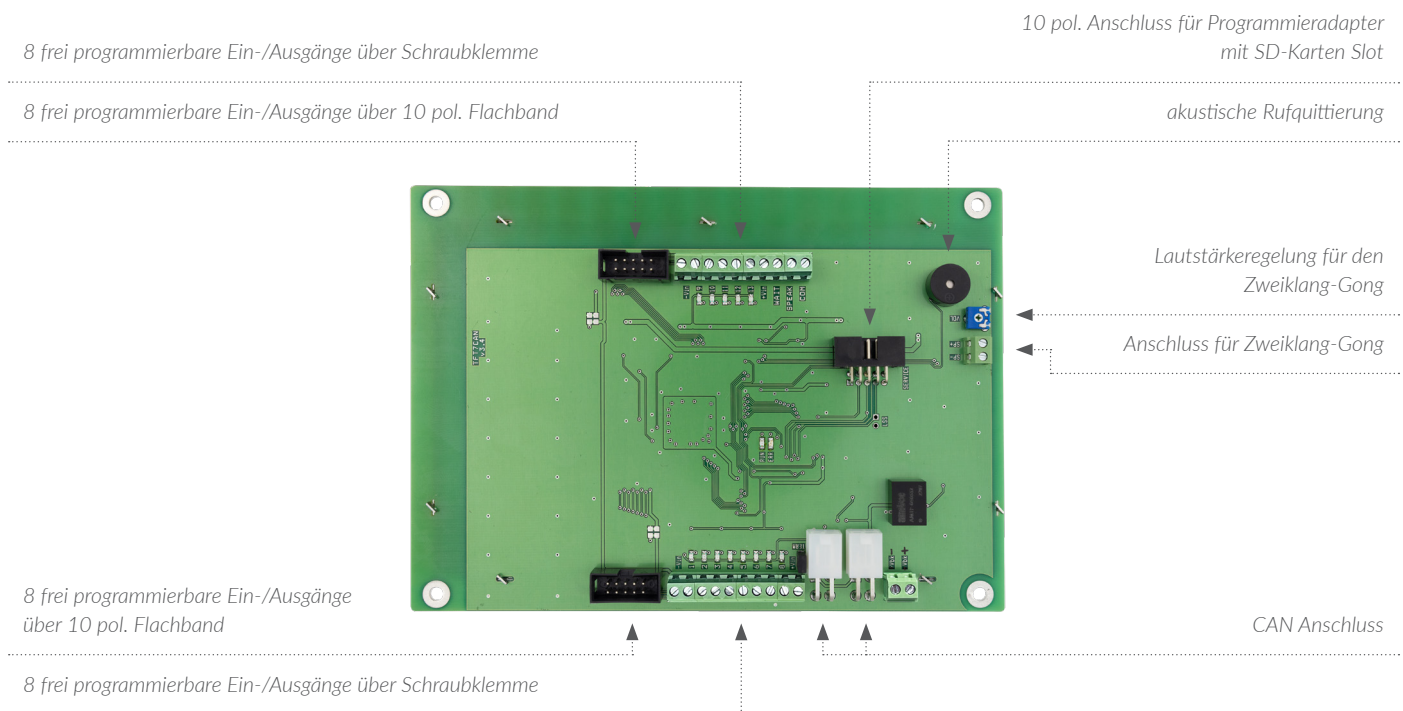 10 pol. Anschluss für Programmieradapter
mit SD-Karten Slot
8 frei programmierbare Ein-/Ausgänge über Schraubklemme
8 frei programmierbare Ein-/Ausgänge über 10 pol. Flachband
akustische Rufquittierung
Lautstärkeregelung für den
Zweiklang-Gong
Anschluss für Zweiklang-Gong
SPEAK
COM
8 frei programmierbare Ein-/Ausgänge
über 10 pol. Flachband
CAN Anschluss
8 frei programmierbare Ein-/Ausgänge über Schraubklemme